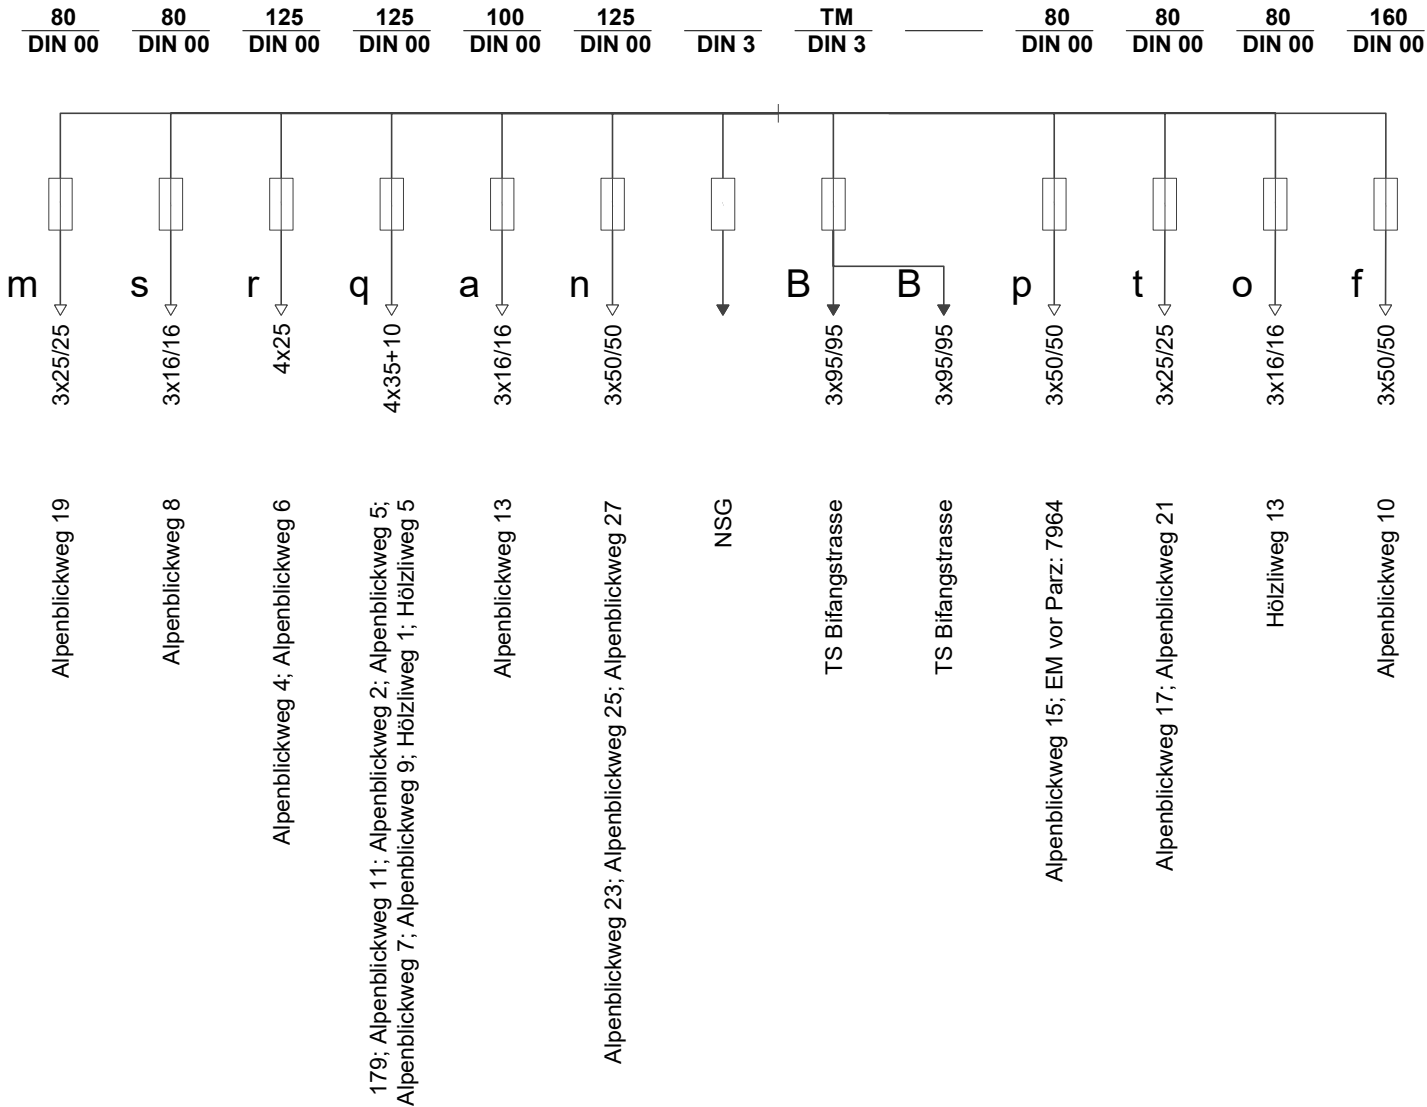 80
DIN 00
80
DIN 00
125
DIN 00
125
DIN 00
100
DIN 00
125
DIN 00
DIN 3
TM
DIN 3
80
DIN 00
80
DIN 00
80
DIN 00
160
DIN 00
m
s
r
q
a
n
B
B
p
t
o
f
3x25/25
3x16/16
4x25
4x35+10
3x16/16
3x50/50
3x95/95
3x95/95
3x50/50
3x25/25
3x16/16
3x50/50
Alpenblickweg 19
Alpenblickweg 8
Alpenblickweg 4; Alpenblickweg 6
179; Alpenblickweg 11; Alpenblickweg 2; Alpenblickweg 5;
Alpenblickweg 7; Alpenblickweg 9; Hölzliweg 1; Hölzliweg 5
Alpenblickweg 13
Alpenblickweg 23; Alpenblickweg 25; Alpenblickweg 27
NSG
TS Bifangstrasse
TS Bifangstrasse
Alpenblickweg 15; EM vor Parz: 7964
Alpenblickweg 17; Alpenblickweg 21
Hölzliweg 13
Alpenblickweg 10